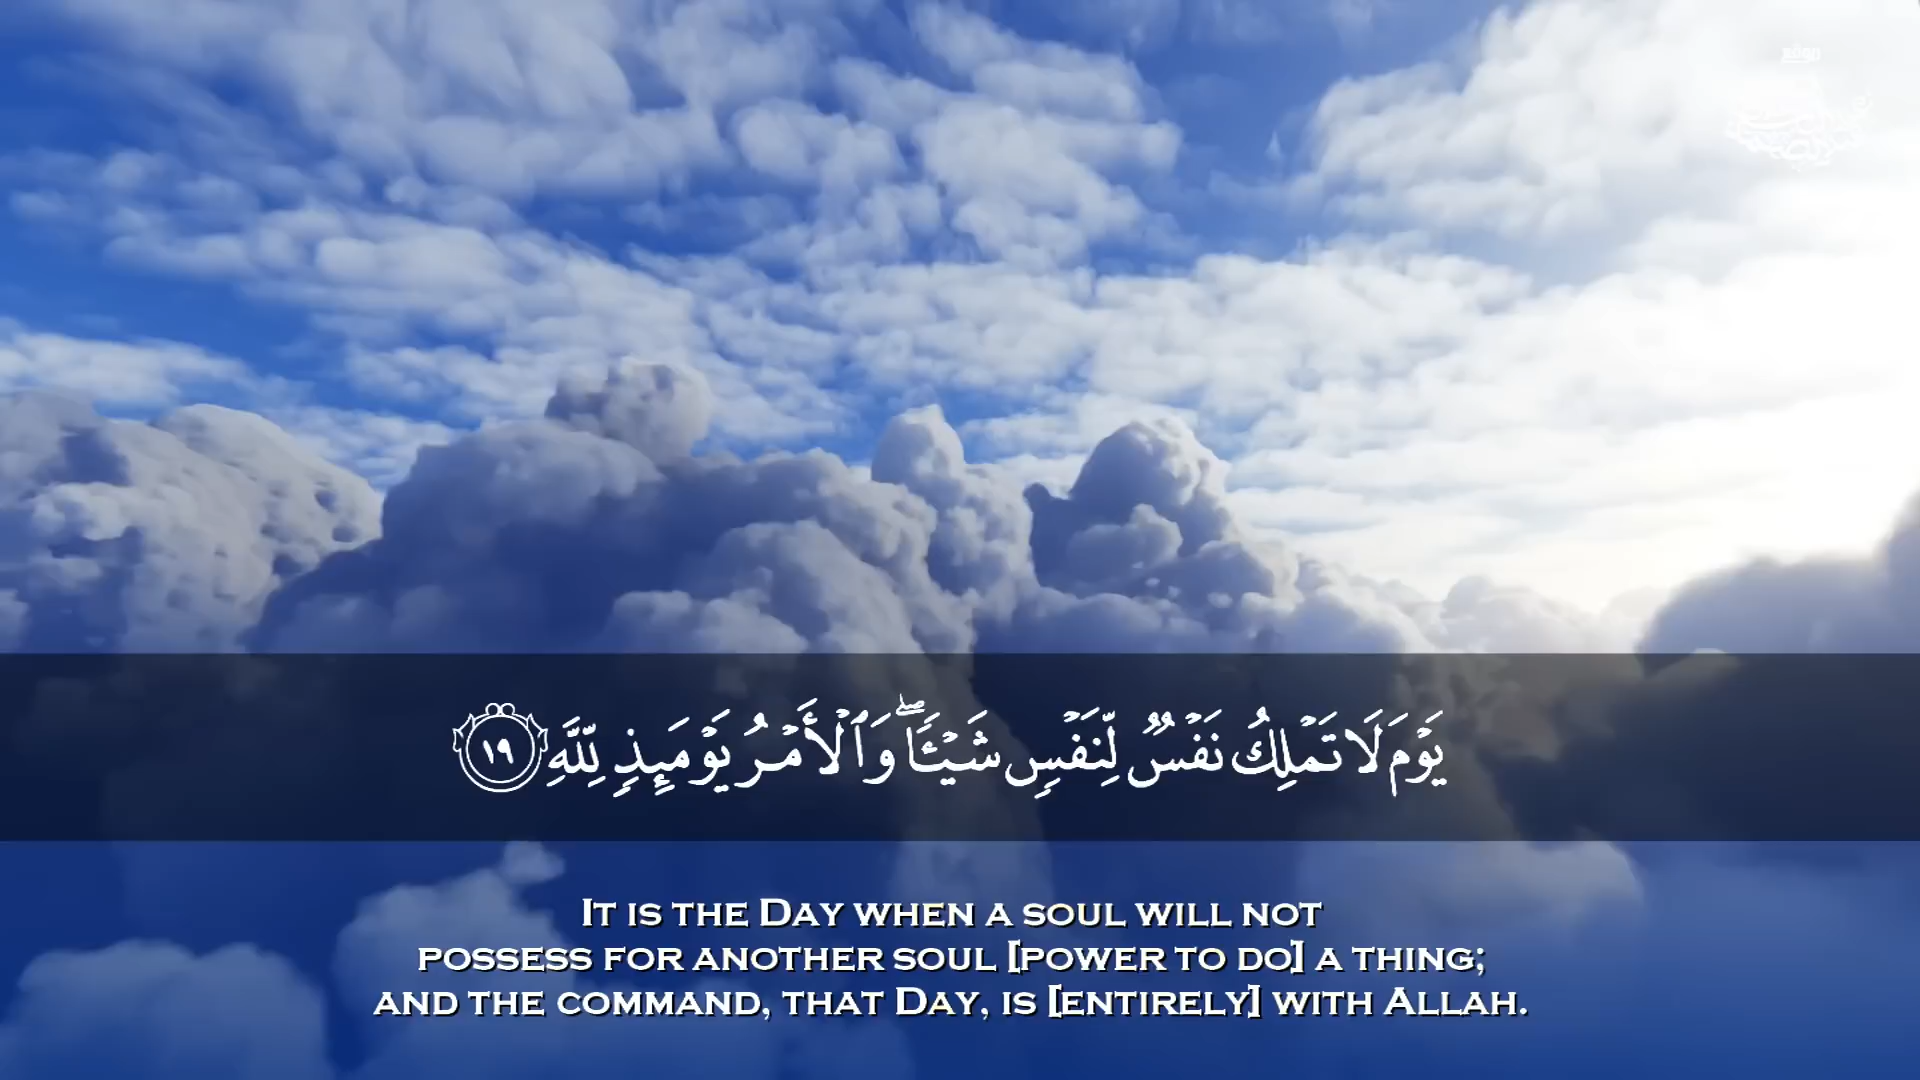 يَوْمَ لَا تَمْلِكُ نَفْسٌ لِّنَفْسٍ شَيْـًٔا ۖ وَٱلْأَمْرُ يَوْمَئِذٍ لِّلَّهِ ١٩
It is the Day when a soul will not
possess for another soul [power to do] a thing;
and the command, that Day, is [entirely] with Allah.